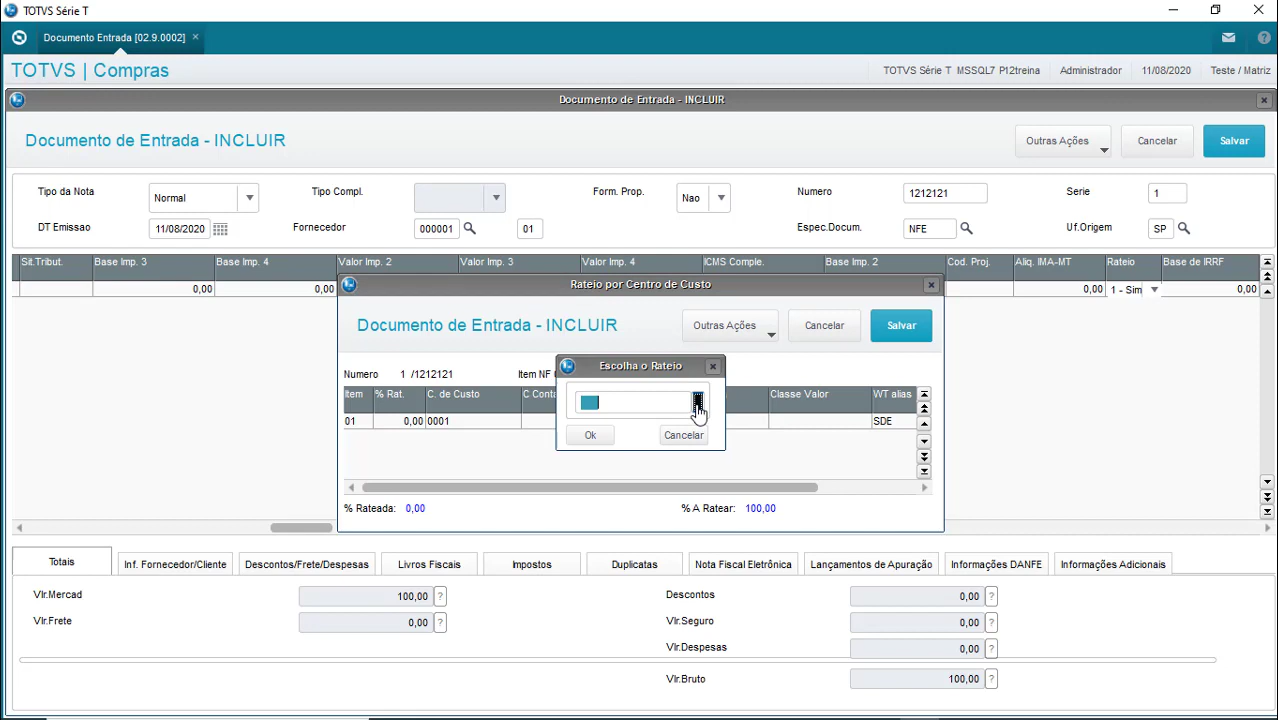 TOTVS Série T
Documento Entrada [02.9.0002] ×
TOTVS | Compras
TOTVS Série T MSSQL7 P12treina
Administrador
11/08/2020
Teste / Matriz
Documento de Entrada - INCLUIR
Documento de Entrada - INCLUIR
Outras Ações
Cancelar
Salvar
Tipo da Nota
Normal
Tipo Compl.
Form. Prop.
Nao
Numero
1212121
Serie
1
DT Emissao
11/08/2020
Fornecedor
000001
01
Espec.Docum.
NFE
Uf.Origem
SP
Sit.Tribut.
Base Imp. 3
Base Imp. 4
Valor Imp. 2
Valor Imp. 3
Valor Imp. 4
ICMS Comple.
Base Imp. 2
Cod. Proj.
Aliq. IMA-MT
Rateio
Base de IRRF
0,00
0,00
0,00
1 - Sim
0,00
Rateio por Centro de Custo
Documento de Entrada - INCLUIR
Outras Ações
Cancelar
Salvar
Numero
1 /1212121
Item NF
Item
% Rat.
C. de Custo
C Conta
Classe Valor
WT alias
01
0,00
0001
SDE
% Rateada: 0,00
% A Ratear: 100,00
Escolha o Rateio
Ok
Cancelar
Totais
Inf. Fornecedor/Cliente
Descontos/Frete/Despesas
Livros Fiscais
Impostos
Duplicatas
Nota Fiscal Eletrônica
Lançamentos de Apuração
Informações DANFE
Informações Adicionais
Vlr.Mercad
100,00 ?
Descontos
0,00 ?
Vlr.Frete
0,00 ?
Vlr.Seguro
0,00 ?
Vlr.Despesas
0,00 ?
Vlr.Bruto
100,00 ?